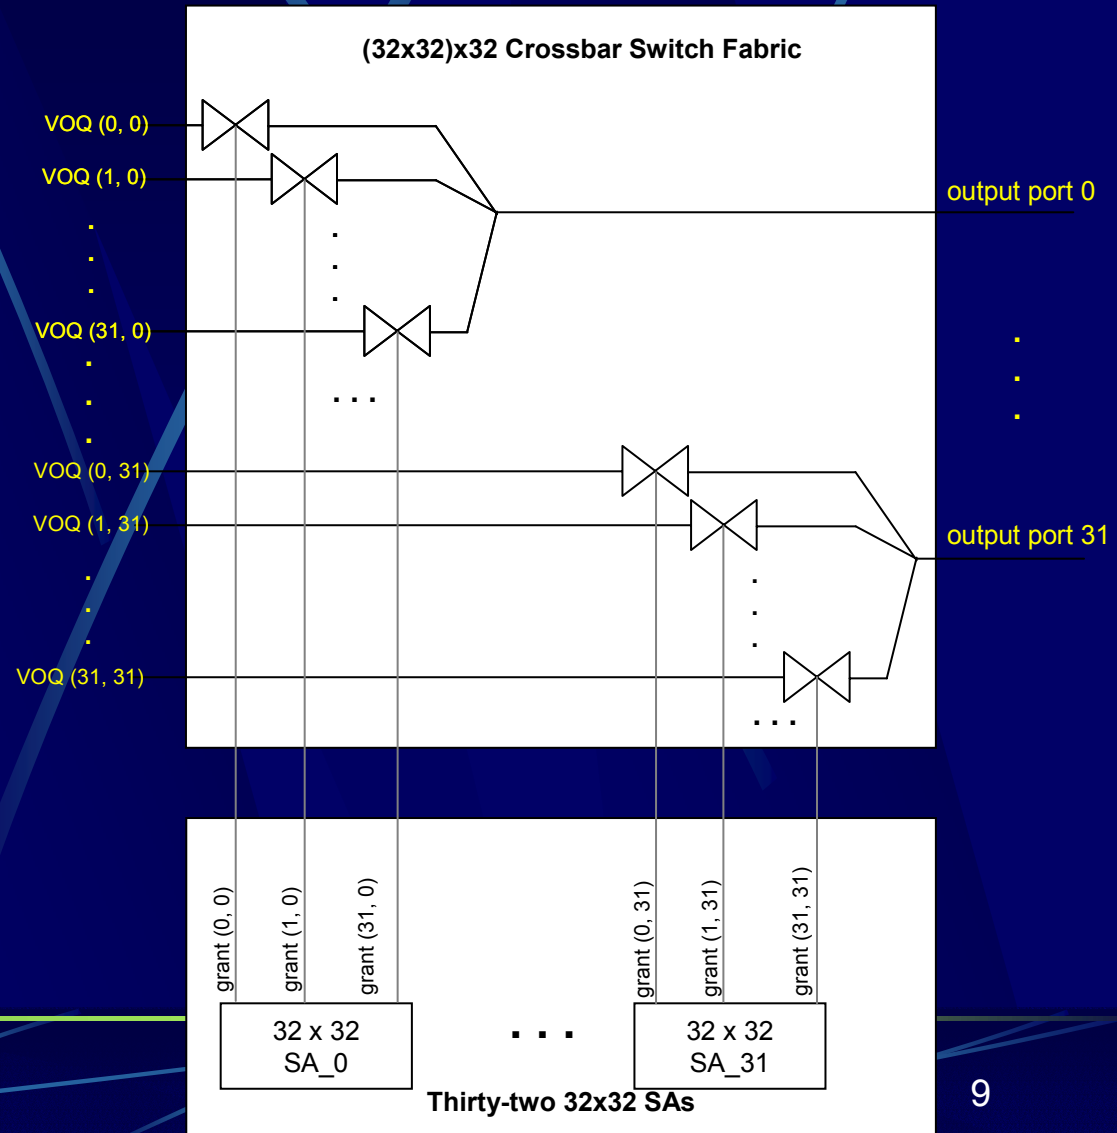 (32x32)x32 Crossbar Switch Fabric
VOQ (0, 0)
VOQ (1, 0)
.
.
.
VOQ (31, 0)
.
.
.
VOQ (0, 31)
VOQ (1, 31)
.
.
.
VOQ (31, 31)
.
.
.
. . .
.
.
.
. . .
output port 0
.
.
.
output port 31
grant (0, 0)
grant (1, 0)
grant (31, 0)
grant (0, 31)
grant (1, 31)
grant (31, 31)
32 x 32
SA_0
. . .
32 x 32
SA_31
Thirty-two 32x32 SAs
9